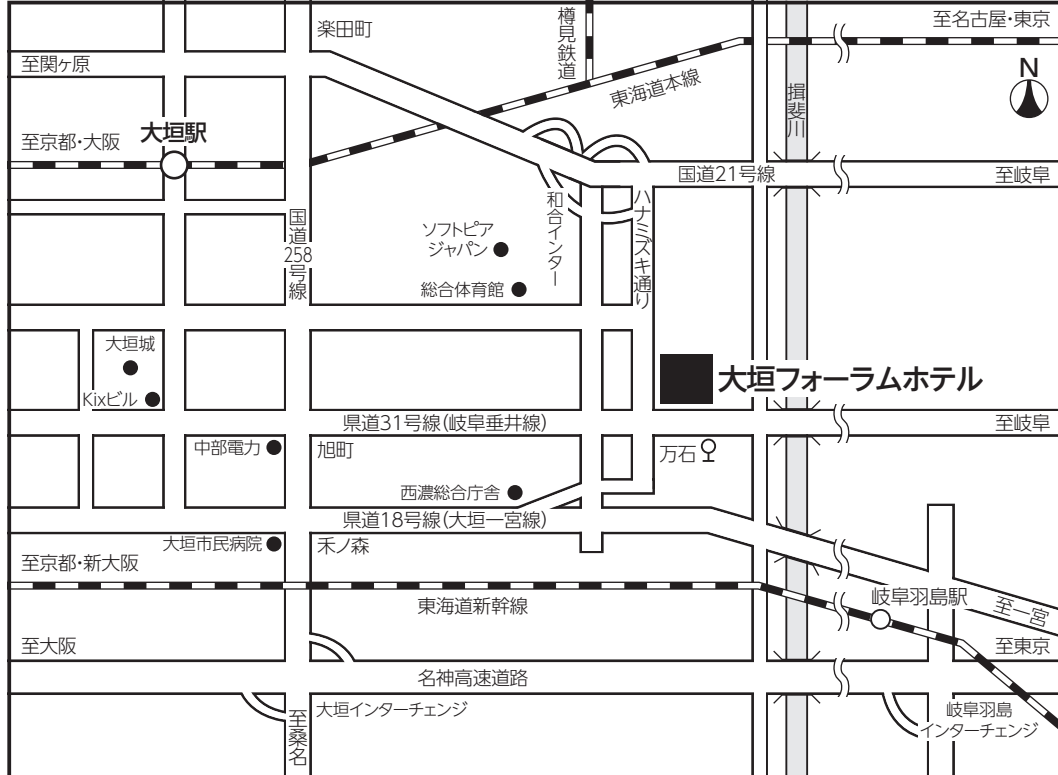 楽田町
樽見鉄道
至名古屋・東京
至関ヶ原
東海道本線
揖斐川
N
至京都・大阪
大垣駅
国道21号線
至岐阜
国道258号線
ソフトピア
ジャパン
和合インター
ハナミズキ通り
総合体育館
大垣城
Kixビル
大垣フォーラムホテル
県道31号線(岐阜垂井線)
至岐阜
中部電力
旭町
万石
西濃総合庁舎
県道18号線(大垣一宮線)
大垣市民病院
禾ノ森
至京都・新大阪
東海道新幹線
岐阜羽島駅
至一宮
至大阪
至東京
名神高速道路
至桑名
大垣インターチェンジ
岐阜羽島
インターチェンジ